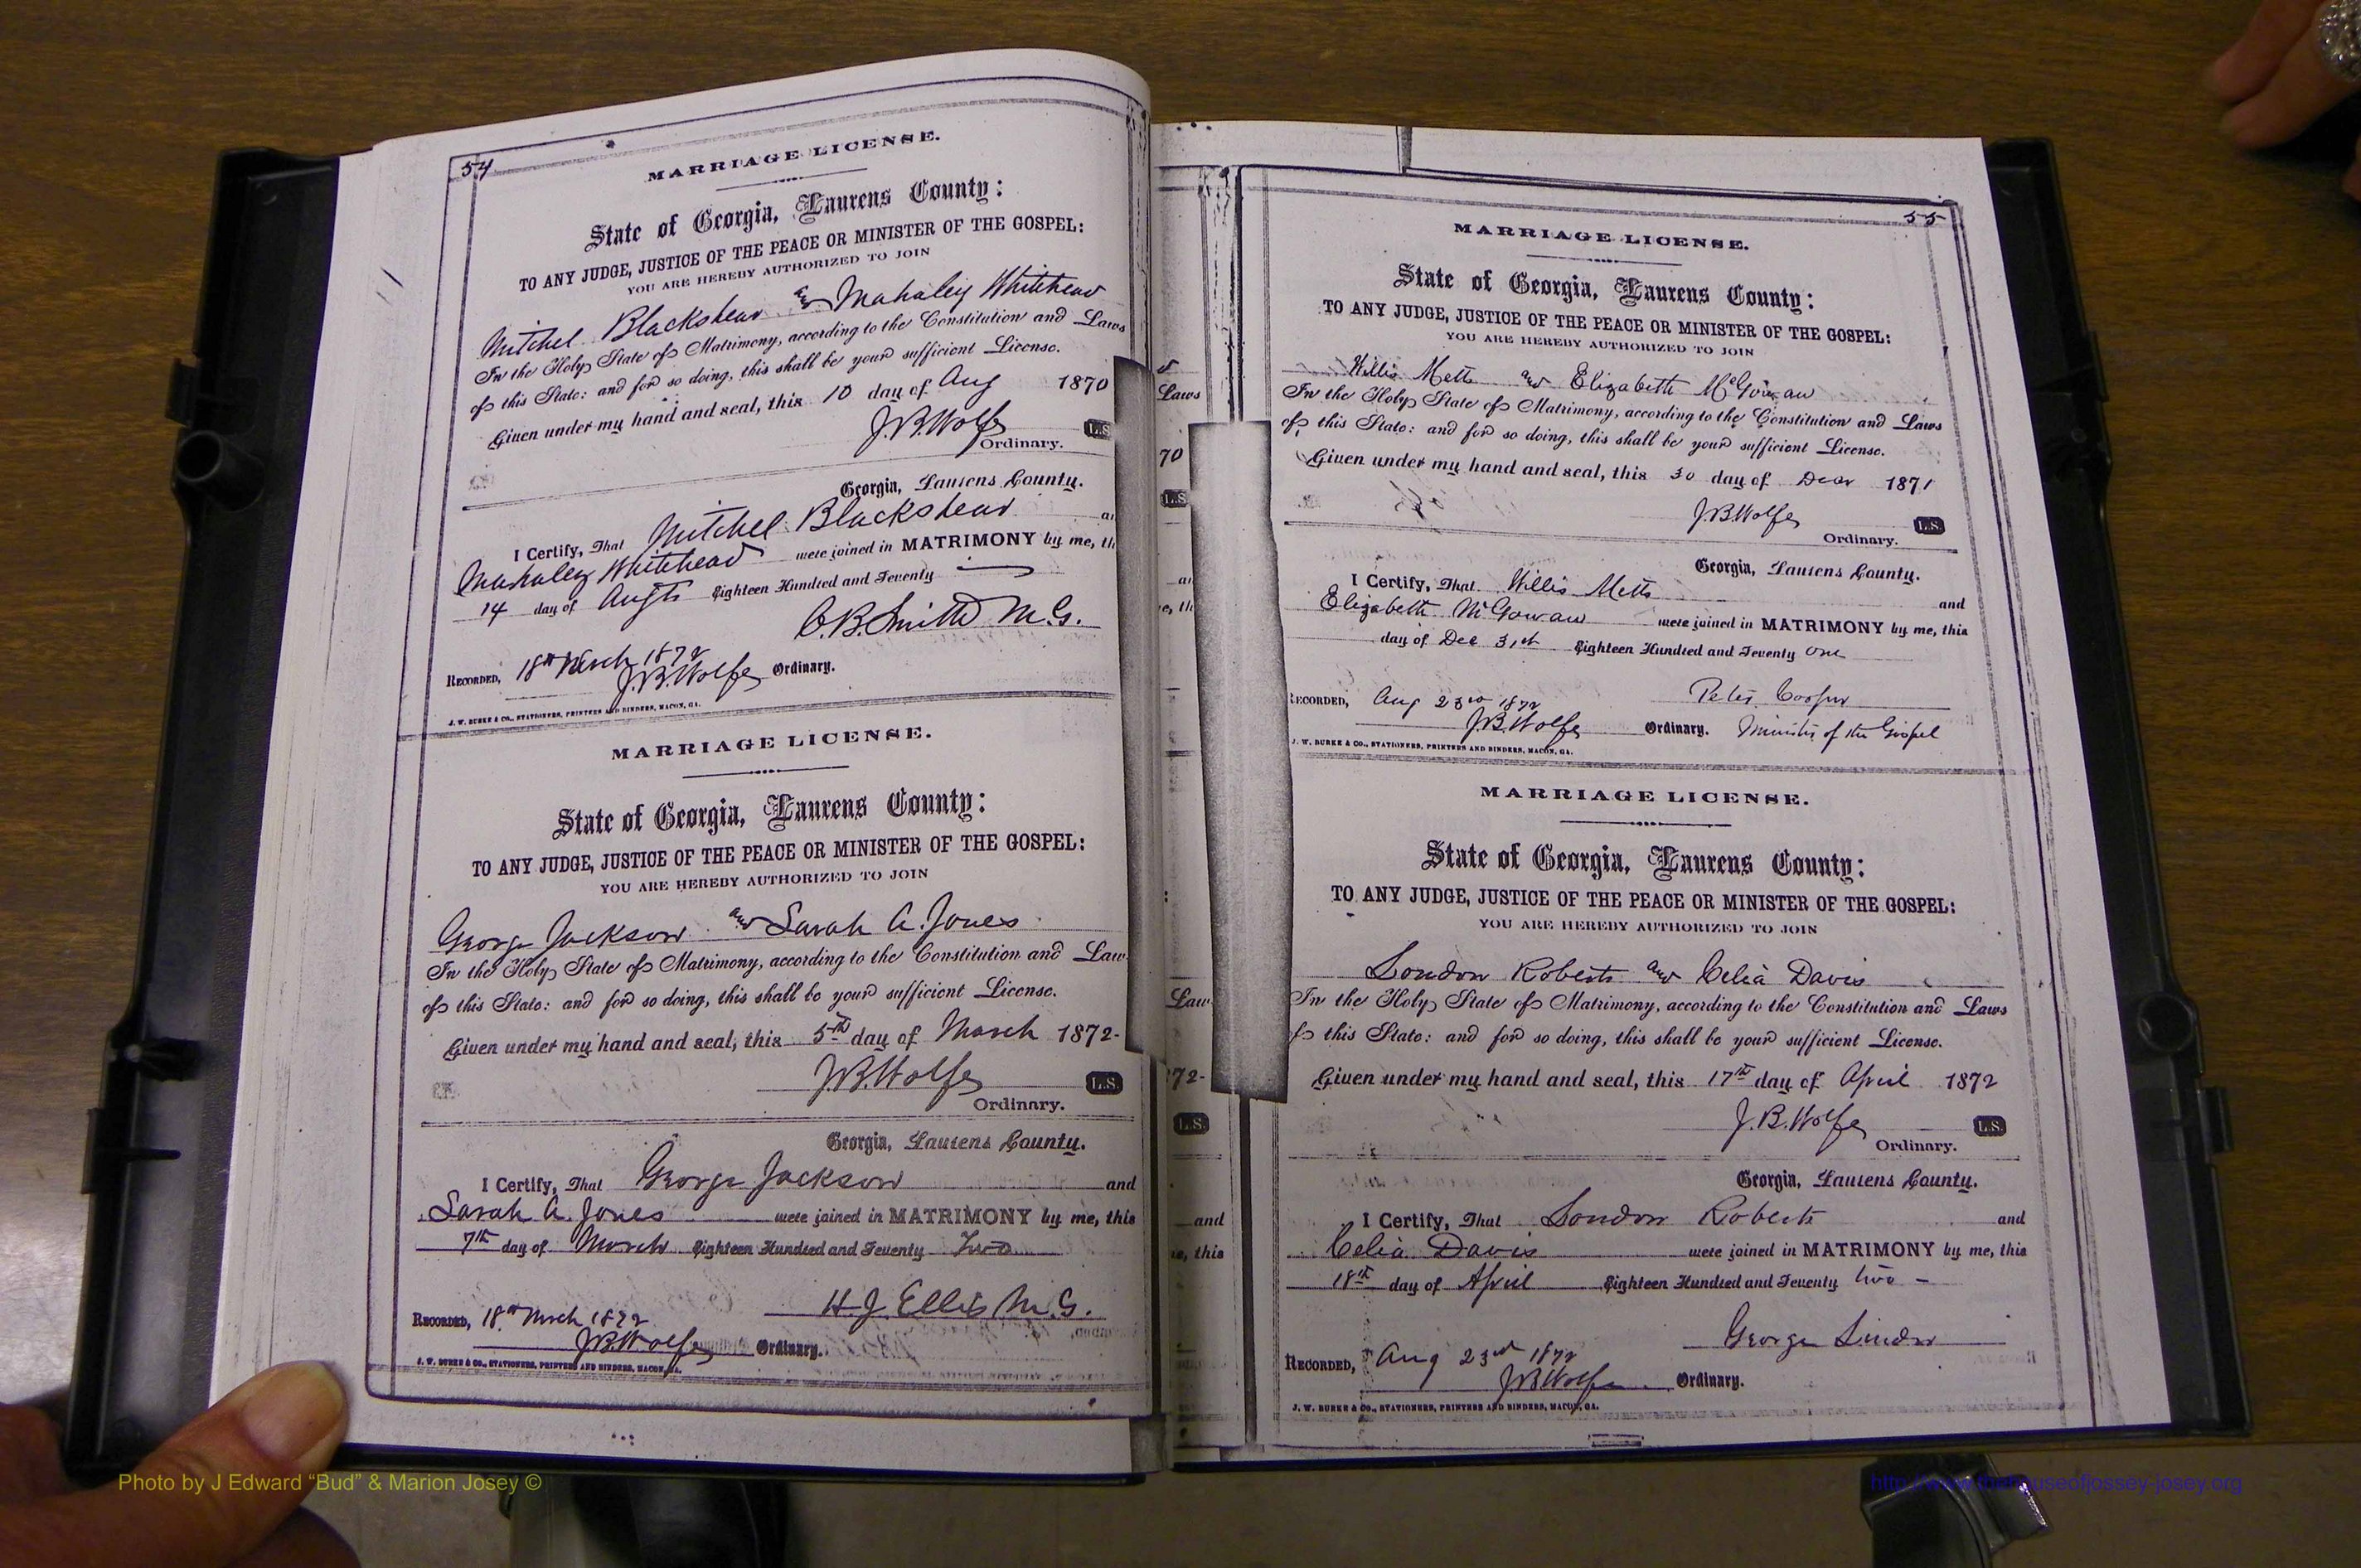 54
MARRIAGE LICENSE.
State of Georgia, Laurens County:
TO ANY JUDGE, JUSTICE OF THE PEACE OR MINISTER OF THE GOSPEL:
YOU ARE HEREBY AUTHORIZED TO JOIN
Mitchel Blackshear and Mahaley Whitehead
In the Holy State of Matrimony, according to the Constitution and Laws
of this State: and for so doing, this shall be your sufficient License.
Given under my hand and seal, this 10 day of Aug 1870
J.B. Wolfe L.S.
Ordinary.
Georgia, Laurens County.
I Certify, That Mitchel Blackshear
Mahaley Whitehead were joined in MATRIMONY by me, th
14 day of Augt Eighteen Hundred and Seventy
C.B. Smith M.G.
RECORDED, 18th March 1872
J.B. Wolfe Ordinary.
J. W. BURKE & CO., STATIONERS, PRINTERS AND BINDERS, MACON, GA.
MARRIAGE LICENSE.
State of Georgia, Laurens County:
TO ANY JUDGE, JUSTICE OF THE PEACE OR MINISTER OF THE GOSPEL:
YOU ARE HEREBY AUTHORIZED TO JOIN
George Jackson and Sarah A. Jones
In the Holy State of Matrimony, according to the Constitution and Law
of this State: and for so doing, this shall be your sufficient License.
Given under my hand and seal, this 5th day of March 1872-
J.B. Wolfe L.S.
Ordinary.
Georgia, Laurens County.
I Certify, That George Jackson and
Sarah A. Jones were joined in MATRIMONY by me, this
7th day of March Eighteen Hundred and Seventy Two
H.J. Ellis M.G.
RECORDED, 18th March 1872
J.B. Wolfe Ordinary.
J. W. BURKE & CO., STATIONERS, PRINTERS AND BINDERS, MACON, GA.
Laws
70
L.S.
e, th
Law
72-
L.S.
and
e, this
55
MARRIAGE LICENSE.
State of Georgia, Laurens County:
TO ANY JUDGE, JUSTICE OF THE PEACE OR MINISTER OF THE GOSPEL:
YOU ARE HEREBY AUTHORIZED TO JOIN
Willis Metts and Elizabeth McGowan
In the Holy State of Matrimony, according to the Constitution and Laws
of this State: and for so doing, this shall be your sufficient License.
Given under my hand and seal, this 30 day of Decr 1871
J.B. Wolfe L.S.
Ordinary.
Georgia, Laurens County.
I Certify, That Willis Metts and
Elizabeth McGowan were joined in MATRIMONY by me, this
day of Dec 31st Eighteen Hundred and Seventy One
Peter Cooper
RECORDED, Aug 23rd 1872
J.B. Wolfe Ordinary. Minister of the Gospel
J. W. BURKE & CO., STATIONERS, PRINTERS AND BINDERS, MACON, GA.
MARRIAGE LICENSE.
State of Georgia, Laurens County:
TO ANY JUDGE, JUSTICE OF THE PEACE OR MINISTER OF THE GOSPEL:
YOU ARE HEREBY AUTHORIZED TO JOIN
London Roberts and Celia Davis
In the Holy State of Matrimony, according to the Constitution and Laws
of this State: and for so doing, this shall be your sufficient License.
Given under my hand and seal, this 17th day of April 1872
J.B. Wolfe L.S.
Ordinary.
Georgia, Laurens County.
I Certify, That London Roberts and
Celia Davis were joined in MATRIMONY by me, this
18th day of April Eighteen Hundred and Seventy two -
George Linder
RECORDED, Aug 23rd 1872
J.B. Wolfe Ordinary.
J. W. BURKE & CO., STATIONERS, PRINTERS AND BINDERS, MACON, GA.
Photo by J Edward “Bud” & Marion Josey ©
http://www.thehouseofjossey-josey.org